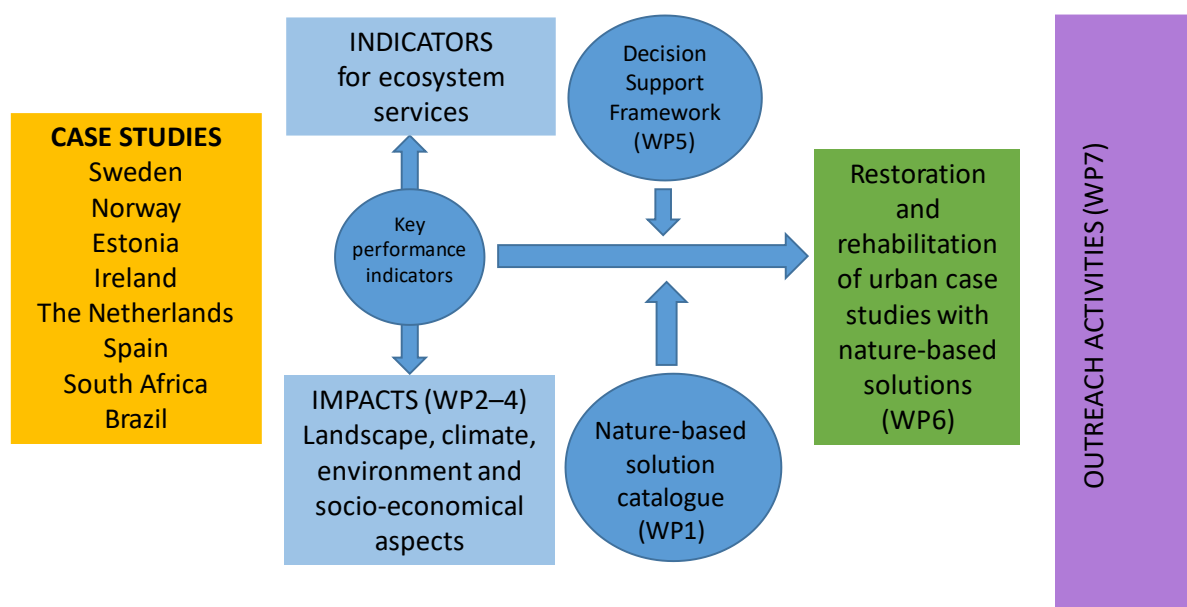 CASE STUDIES
Sweden
Norway
Estonia
Ireland
The Netherlands
Spain
South Africa
Brazil
INDICATORS
for ecosystem
services
Key
performance
indicators
IMPACTS (WP2–4)
Landscape, climate,
environment and
socio-economical
aspects
Decision
Support
Framework
(WP5)
Nature-based
solution
catalogue
(WP1)
Restoration
and
rehabilitation
of urban case
studies with
nature-based
solutions
(WP6)
OUTREACH ACTIVITIES (WP7)